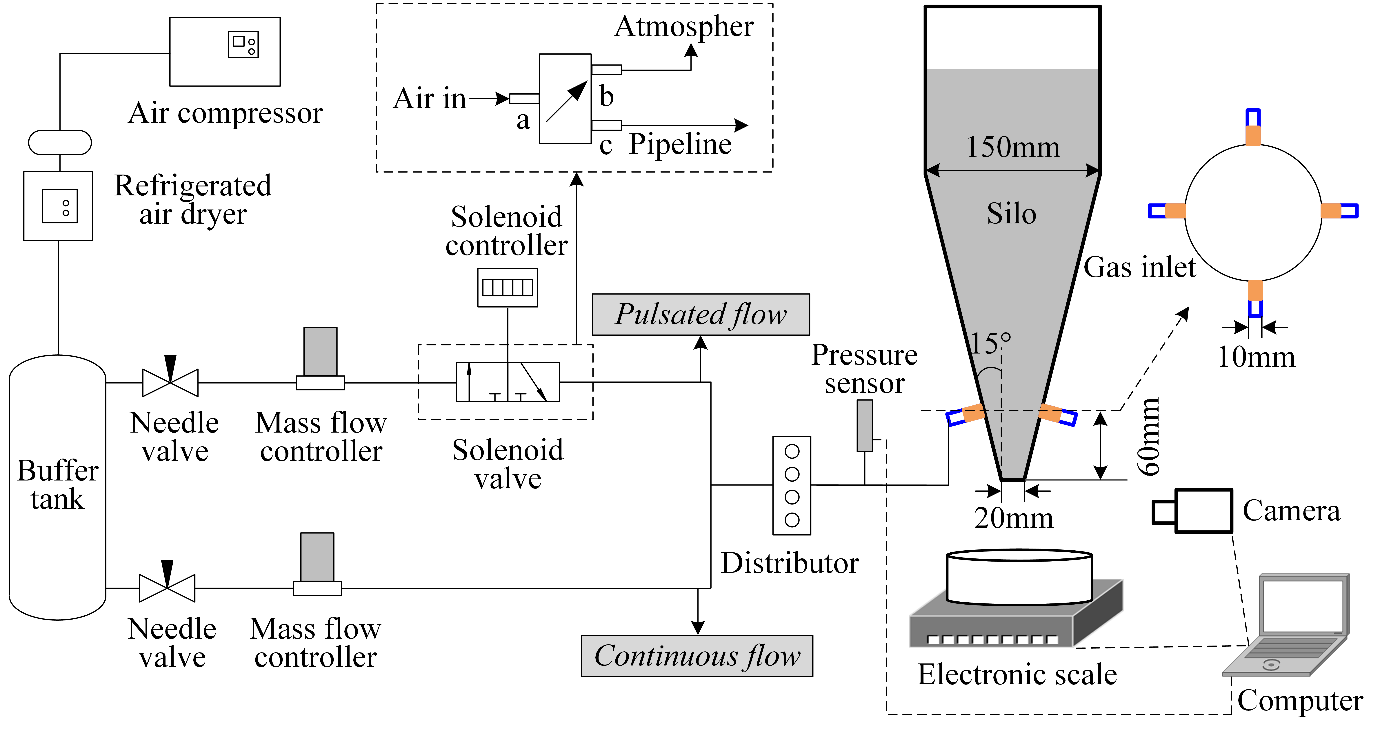 Atmospher
Air in
a
b
c
Pipeline
Air compressor
Refrigerated
air dryer
Solenoid
controller
150mm
Silo
Gas inlet
10mm
Pulsated flow
15°
Pressure
sensor
60mm
Needle
valve
Mass flow
controller
Solenoid
valve
Buffer
tank
20mm
Camera
Distributor
Needle
valve
Mass flow
controller
Continuous flow
Electronic scale
Computer